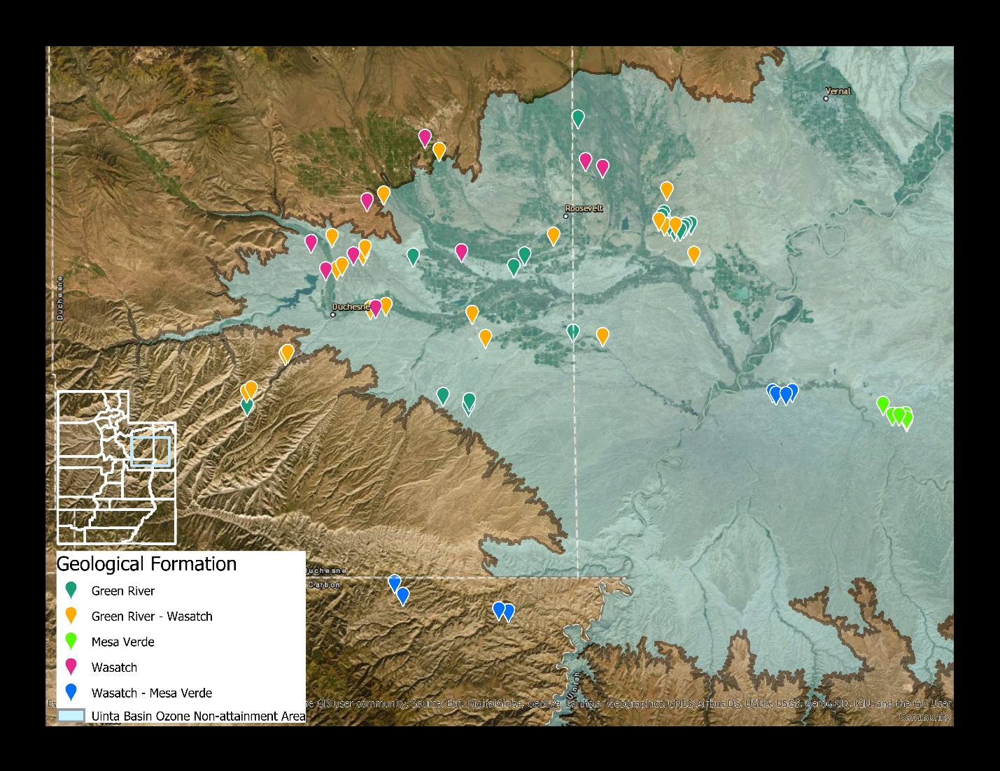 Vernal
Roosevelt
Duchesne
Duchesne
Duchesne
Carbon
Uintah
Geological Formation
Green River
Green River - Wasatch
Mesa Verde
Wasatch
Wasatch - Mesa Verde
Uinta Basin Ozone Non-attainment Area
GIS user community, Source: Esri, DigitalGlobe, GeoEye, Earthstar Geographics, CNES/Airbus DS, USDA, USGS, AeroGRID, IGN, and the GIS User
Community